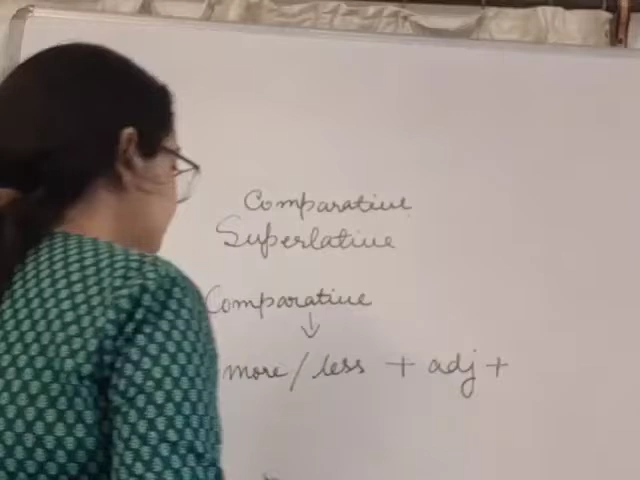 Comparative
Superlative
Comparative
↓
more / less + adj +